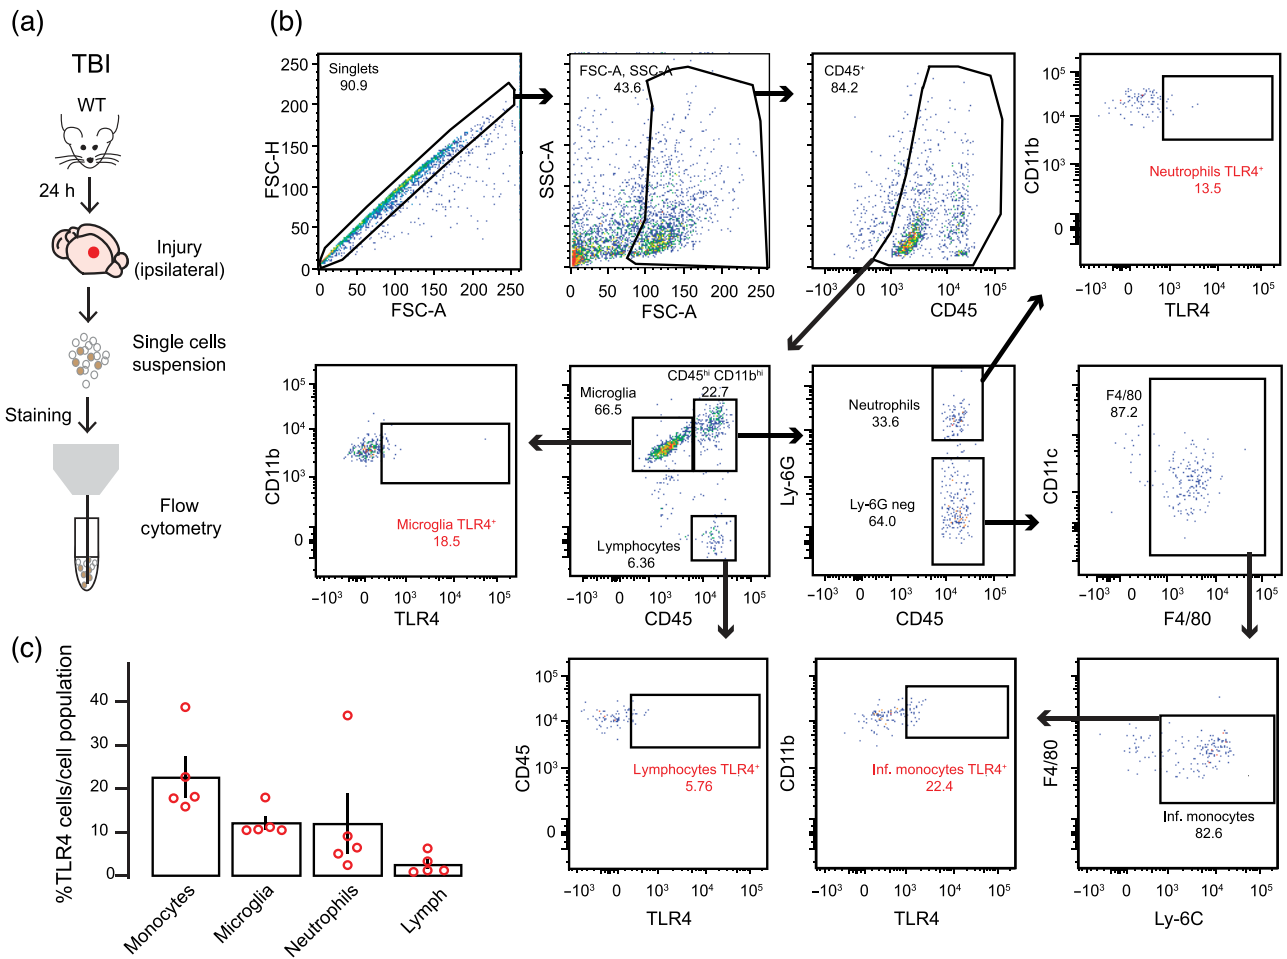 (a)
TBI
WT
24 h
Injury
(ipsilateral)
Single cells
suspension
Staining
Flow
cytometry
(b)
Singlets
90.9
FSC-H
250
200
150
100
50
0
0 50 100 150 200 250
FSC-A
FSC-A, SSC-A
43.6
SSC-A
0 50 100 150 200 250
FSC-A
CD45⁺
84.2
−10³ 0 10³ 10⁴ 10⁵
CD45
CD11b
10⁵
10⁴
10³
0
Neutrophils TLR4⁺
13.5
−10³ 0 10³ 10⁴ 10⁵
TLR4
CD11b
10⁵
10⁴
10³
0
Microglia TLR4⁺
18.5
−10³ 0 10³ 10⁴ 10⁵
TLR4
Microglia
66.5
CD45ʰⁱ CD11bʰⁱ
22.7
Lymphocytes
6.36
−10³ 0 10³ 10⁴ 10⁵
CD45
Ly-6G
Neutrophils
33.6
Ly-6G neg
64.0
−10³ 0 10³ 10⁴ 10⁵
CD45
CD11c
F4/80
87.2
−10³ 0 10³ 10⁴ 10⁵
F4/80
(c)
%TLR4 cells/cell population
40
30
20
10
0
Monocytes
Microglia
Neutrophils
Lymph
CD45
10⁵
10⁴
10³
0
Lymphocytes TLR4⁺
5.76
−10³ 0 10³ 10⁴ 10⁵
TLR4
CD11b
Inf. monocytes TLR4⁺
22.4
−10³ 0 10³ 10⁴ 10⁵
TLR4
F4/80
Inf. monocytes
82.6
−10³ 0 10³ 10⁴ 10⁵
Ly-6C